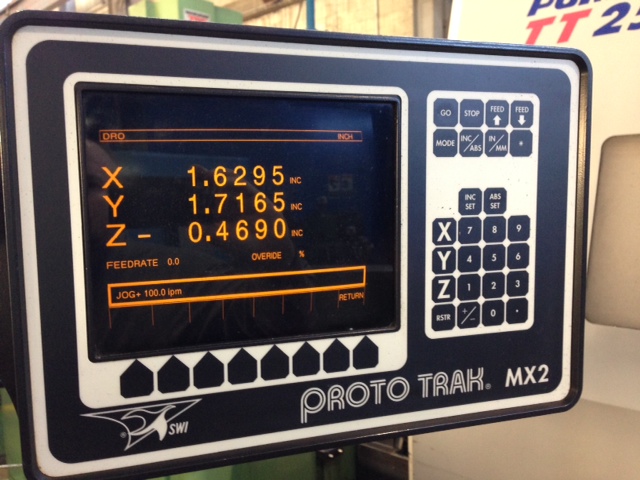 DRO INCH
X 1.6295 INC
Y 1.7165 INC
Z - 0.4690 INC
FEEDRATE 0.0 OVERIDE %
JOG+ 100.0 ipm
RETURN
GO STOP FEED ⬆ FEED ⬇
MODE INC/ABS IN/MM
INC SET ABS SET
X 7 8 9
Y 4 5 6
Z 1 2 3
RSTR +/- 0 .
SWI
PROTO TRAK® MX2
TT 25